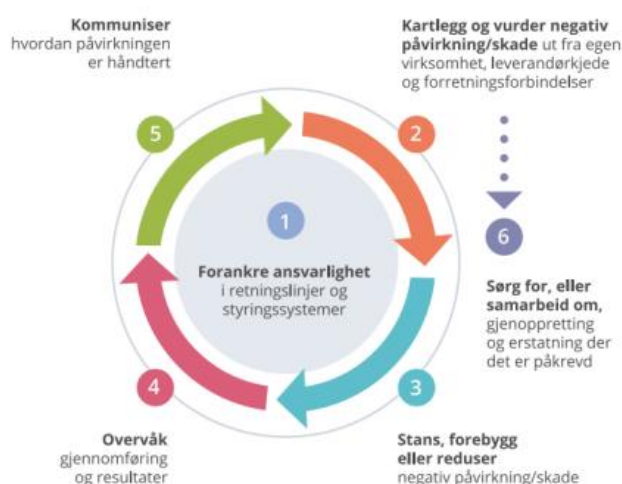 Kommuniser
hvordan påvirkningen
er håndtert
5
Kartlegg og vurder negativ
påvirkning/skade ut fra egen
virksomhet, leverandørkjede
og forretningsforbindelser
2
1
Forankre ansvarlighet
i retningslinjer og
styringssystemer
6
Sørg for, eller
samarbeid om,
gjenoppretting
og erstatning der
det er påkrevd
4
Overvåk
gjennomføring
og resultater
3
Stans, forebygg
eller reduser
negativ påvirkning/skade